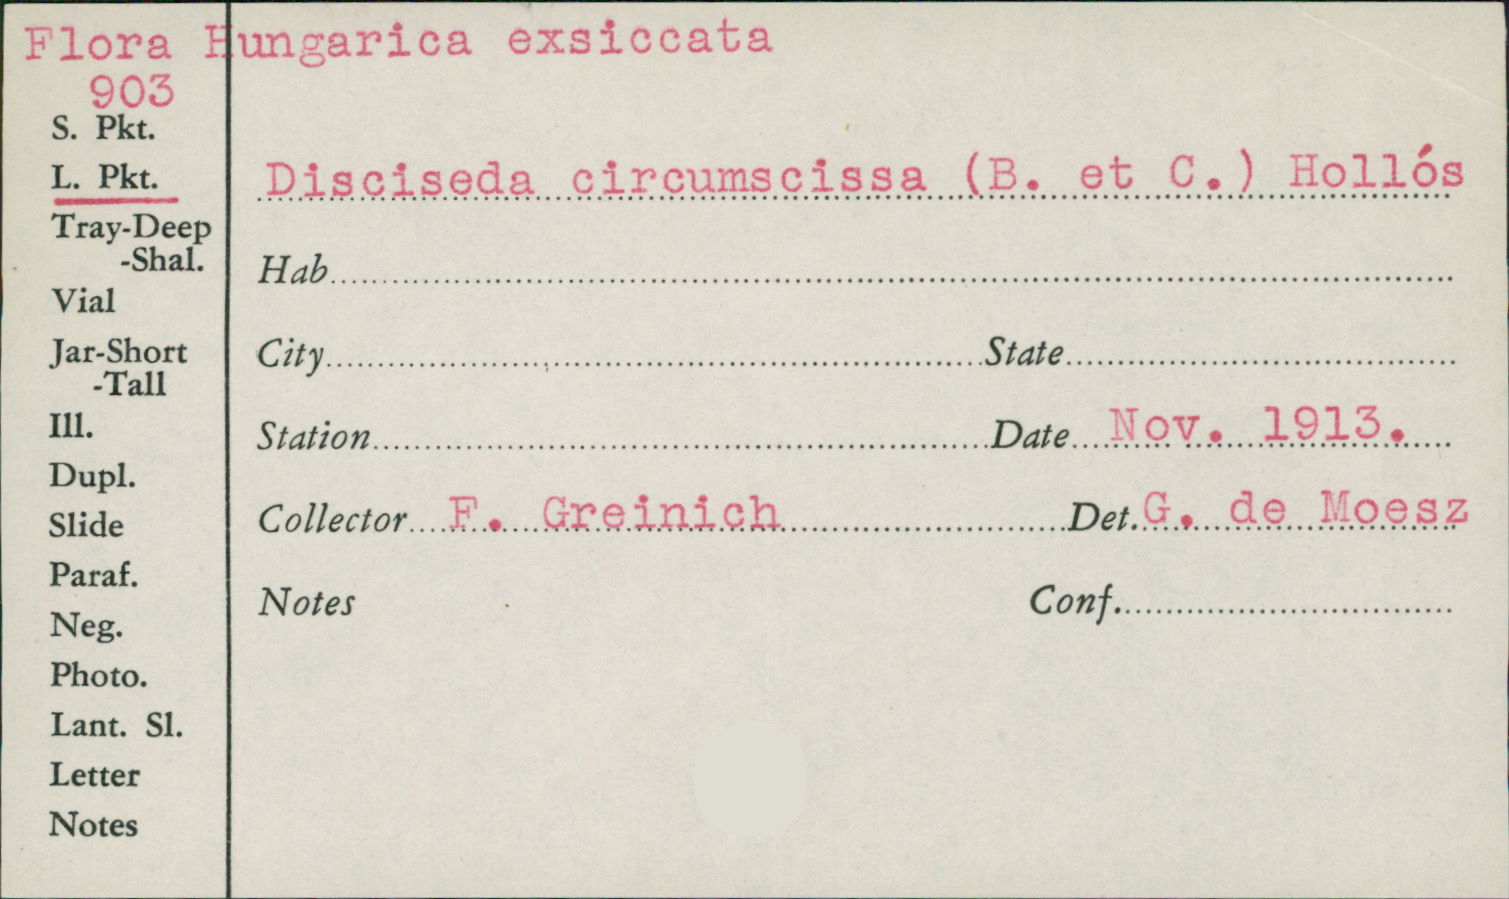 Flora Hungarica exsiccata
903
S. Pkt.
L. Pkt.
Tray-Deep
-Shal.
Vial
Jar-Short
-Tall
Ill.
Dupl.
Slide
Paraf.
Neg.
Photo.
Lant. Sl.
Letter
Notes
Disciseda circumscissa (B. et C.) Hollós
Hab
City State
Station Date Nov. 1913.
Collector F. Greinich Det. G. de Moesz
Notes Conf.